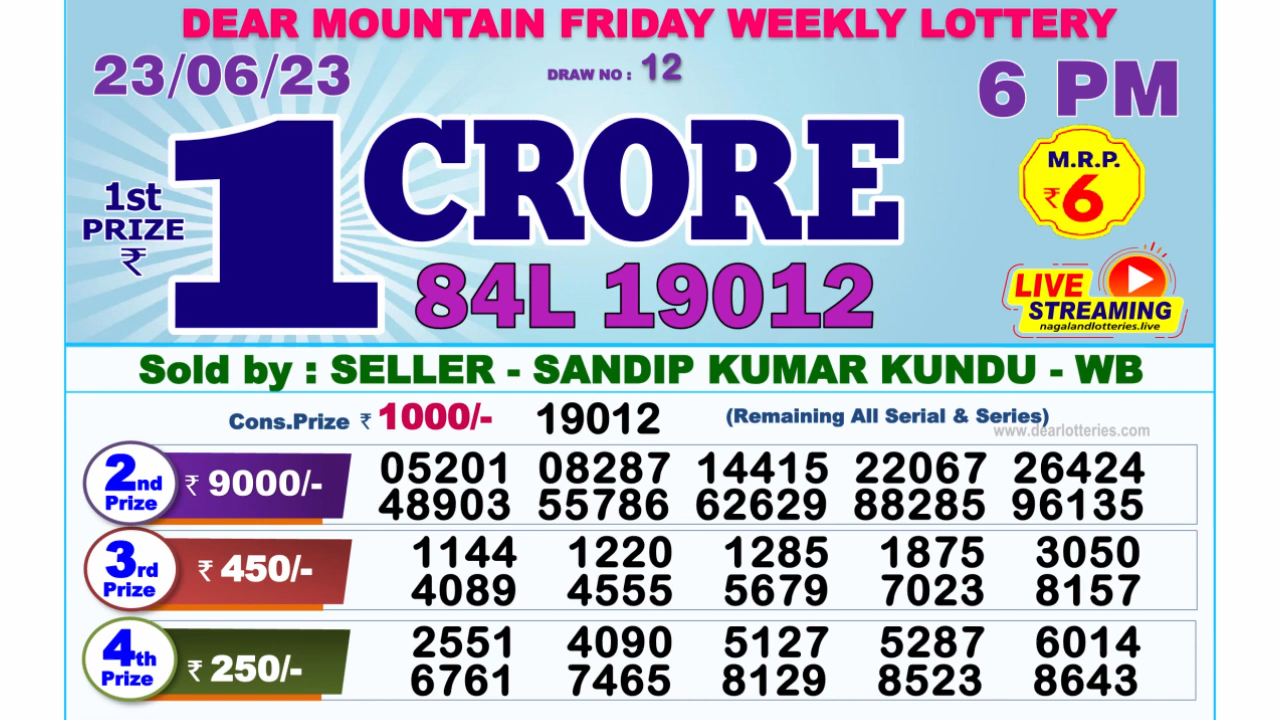 DEAR MOUNTAIN FRIDAY WEEKLY LOTTERY
23/06/23 DRAW NO : 12 6 PM
1st PRIZE ₹ 1 CRORE
M.R.P. ₹6
84L 19012
LIVE STREAMING
nagalandlotteries.live
Sold by : SELLER - SANDIP KUMAR KUNDU - WB
Cons.Prize ₹ 1000/- 19012 (Remaining All Serial & Series)
www.dearlotteries.com
2nd Prize ₹ 9000/-
05201 08287 14415 22067 26424
48903 55786 62629 88285 96135
3rd Prize ₹ 450/-
1144 1220 1285 1875 3050
4089 4555 5679 7023 8157
4th Prize ₹ 250/-
2551 4090 5127 5287 6014
6761 7465 8129 8523 8643